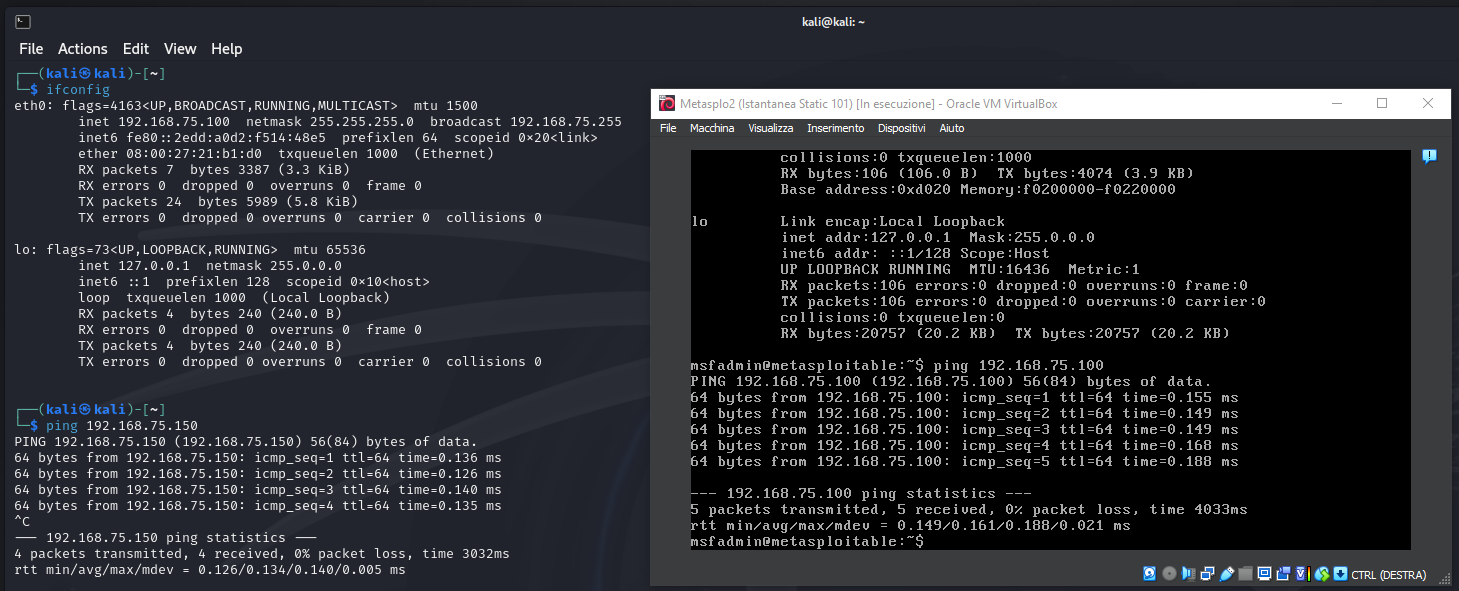 kali@kali: ~
File Actions Edit View Help
┌──(kali㉿kali)-[~]
└─$ ifconfig
eth0: flags=4163<UP,BROADCAST,RUNNING,MULTICAST>  mtu 1500
        inet 192.168.75.100  netmask 255.255.255.0  broadcast 192.168.75.255
        inet6 fe80::2edd:a0d2:f514:48e5  prefixlen 64  scopeid 0×20<link>
        ether 08:00:27:21:b1:d0  txqueuelen 1000  (Ethernet)
        RX packets 7  bytes 3387 (3.3 KiB)
        RX errors 0  dropped 0  overruns 0  frame 0
        TX packets 24  bytes 5989 (5.8 KiB)
        TX errors 0  dropped 0 overruns 0  carrier 0  collisions 0
lo: flags=73<UP,LOOPBACK,RUNNING>  mtu 65536
        inet 127.0.0.1  netmask 255.0.0.0
        inet6 ::1  prefixlen 128  scopeid 0×10<host>
        loop  txqueuelen 1000  (Local Loopback)
        RX packets 4  bytes 240 (240.0 B)
        RX errors 0  dropped 0  overruns 0  frame 0
        TX packets 4  bytes 240 (240.0 B)
        TX errors 0  dropped 0 overruns 0  carrier 0  collisions 0
┌──(kali㉿kali)-[~]
└─$ ping 192.168.75.150
PING 192.168.75.150 (192.168.75.150) 56(84) bytes of data.
64 bytes from 192.168.75.150: icmp_seq=1 ttl=64 time=0.136 ms
64 bytes from 192.168.75.150: icmp_seq=2 ttl=64 time=0.126 ms
64 bytes from 192.168.75.150: icmp_seq=3 ttl=64 time=0.140 ms
64 bytes from 192.168.75.150: icmp_seq=4 ttl=64 time=0.135 ms
^C
--- 192.168.75.150 ping statistics ---
4 packets transmitted, 4 received, 0% packet loss, time 3032ms
rtt min/avg/max/mdev = 0.126/0.134/0.140/0.005 ms
Metasplo2 (Istantanea Static 101) [In esecuzione] - Oracle VM VirtualBox
File Macchina Visualizza Inserimento Dispositivi Aiuto
          collisions:0 txqueuelen:1000
          RX bytes:106 (106.0 B)  TX bytes:4074 (3.9 KB)
          Base address:0xd020 Memory:f0200000-f0220000
lo        Link encap:Local Loopback
          inet addr:127.0.0.1  Mask:255.0.0.0
          inet6 addr: ::1/128 Scope:Host
          UP LOOPBACK RUNNING  MTU:16436  Metric:1
          RX packets:106 errors:0 dropped:0 overruns:0 frame:0
          TX packets:106 errors:0 dropped:0 overruns:0 carrier:0
          collisions:0 txqueuelen:0
          RX bytes:20757 (20.2 KB)  TX bytes:20757 (20.2 KB)
msfadmin@metasploitable:~$ ping 192.168.75.100
PING 192.168.75.100 (192.168.75.100) 56(84) bytes of data.
64 bytes from 192.168.75.100: icmp_seq=1 ttl=64 time=0.155 ms
64 bytes from 192.168.75.100: icmp_seq=2 ttl=64 time=0.149 ms
64 bytes from 192.168.75.100: icmp_seq=3 ttl=64 time=0.149 ms
64 bytes from 192.168.75.100: icmp_seq=4 ttl=64 time=0.168 ms
64 bytes from 192.168.75.100: icmp_seq=5 ttl=64 time=0.188 ms
--- 192.168.75.100 ping statistics ---
5 packets transmitted, 5 received, 0% packet loss, time 4033ms
rtt min/avg/max/mdev = 0.149/0.161/0.188/0.021 ms
msfadmin@metasploitable:~$
CTRL (DESTRA)